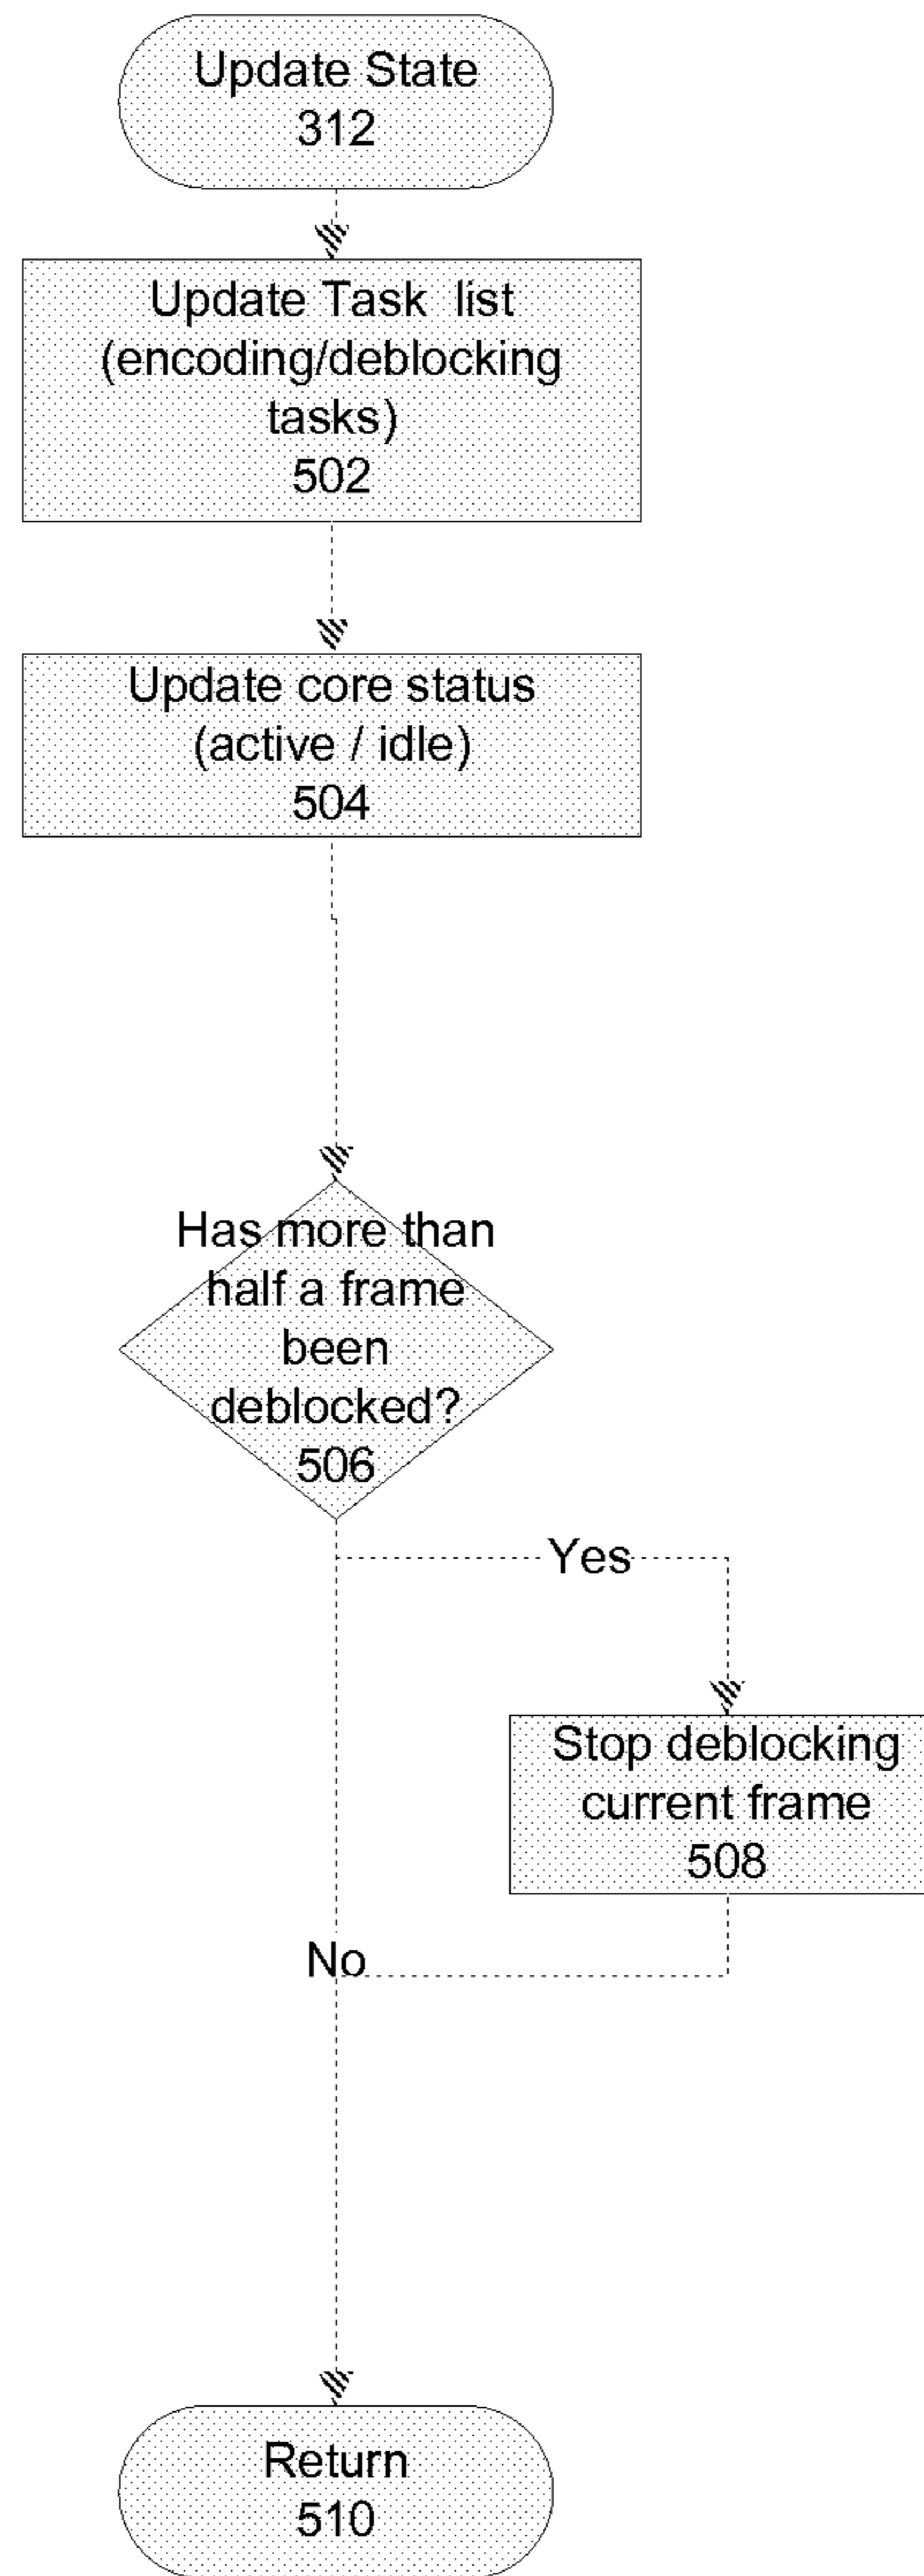 Update State
312
Update Task list
(encoding/deblocking
tasks)
502
Update core status
(active / idle)
504
Has more than
half a frame
been
deblocked?
506
Yes
Stop deblocking
current frame
508
No
Return
510